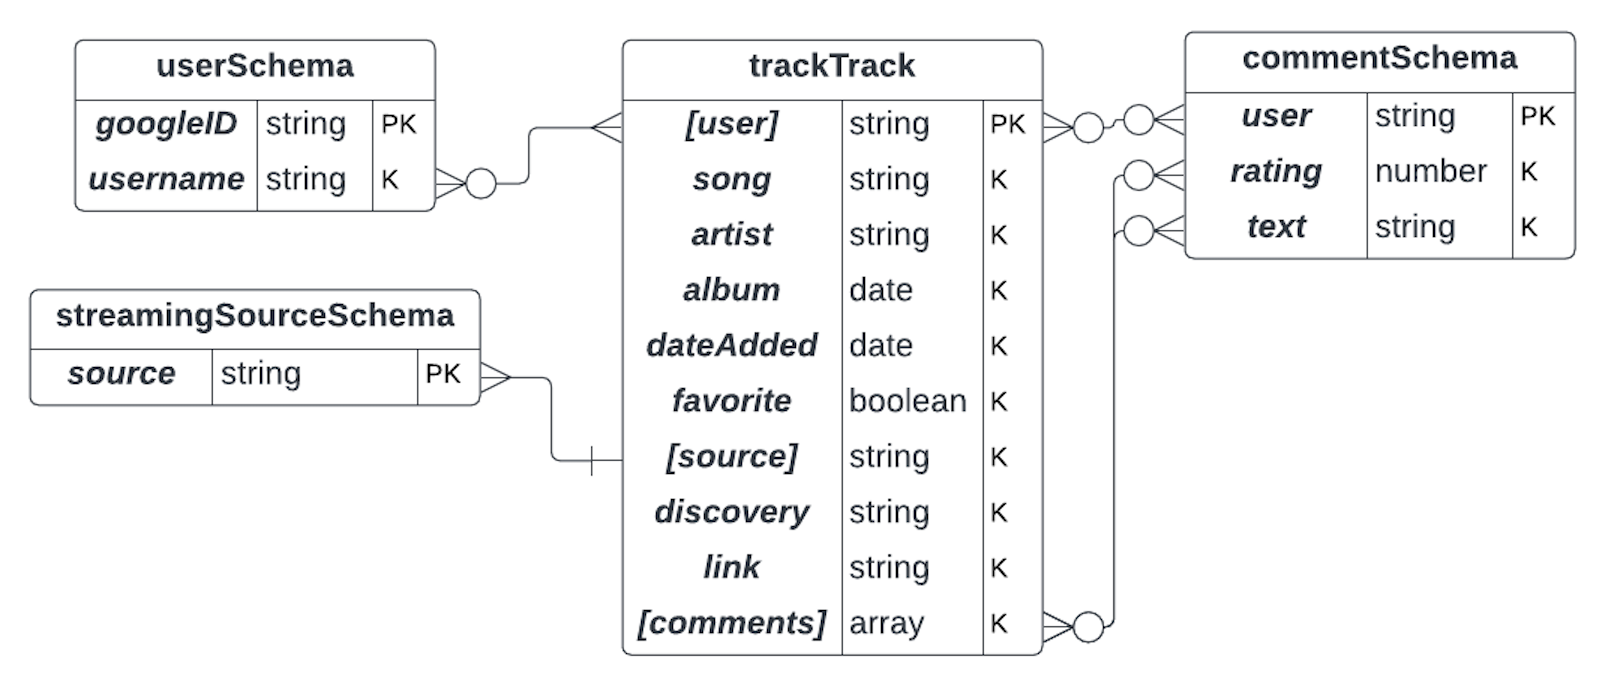 userSchema
googleID string PK
username string K
streamingSourceSchema
source string PK
trackTrack
[user] string PK
song string K
artist string K
album date K
dateAdded date K
favorite boolean K
[source] string K
discovery string K
link string K
[comments] array K
commentSchema
user string PK
rating number K
text string K